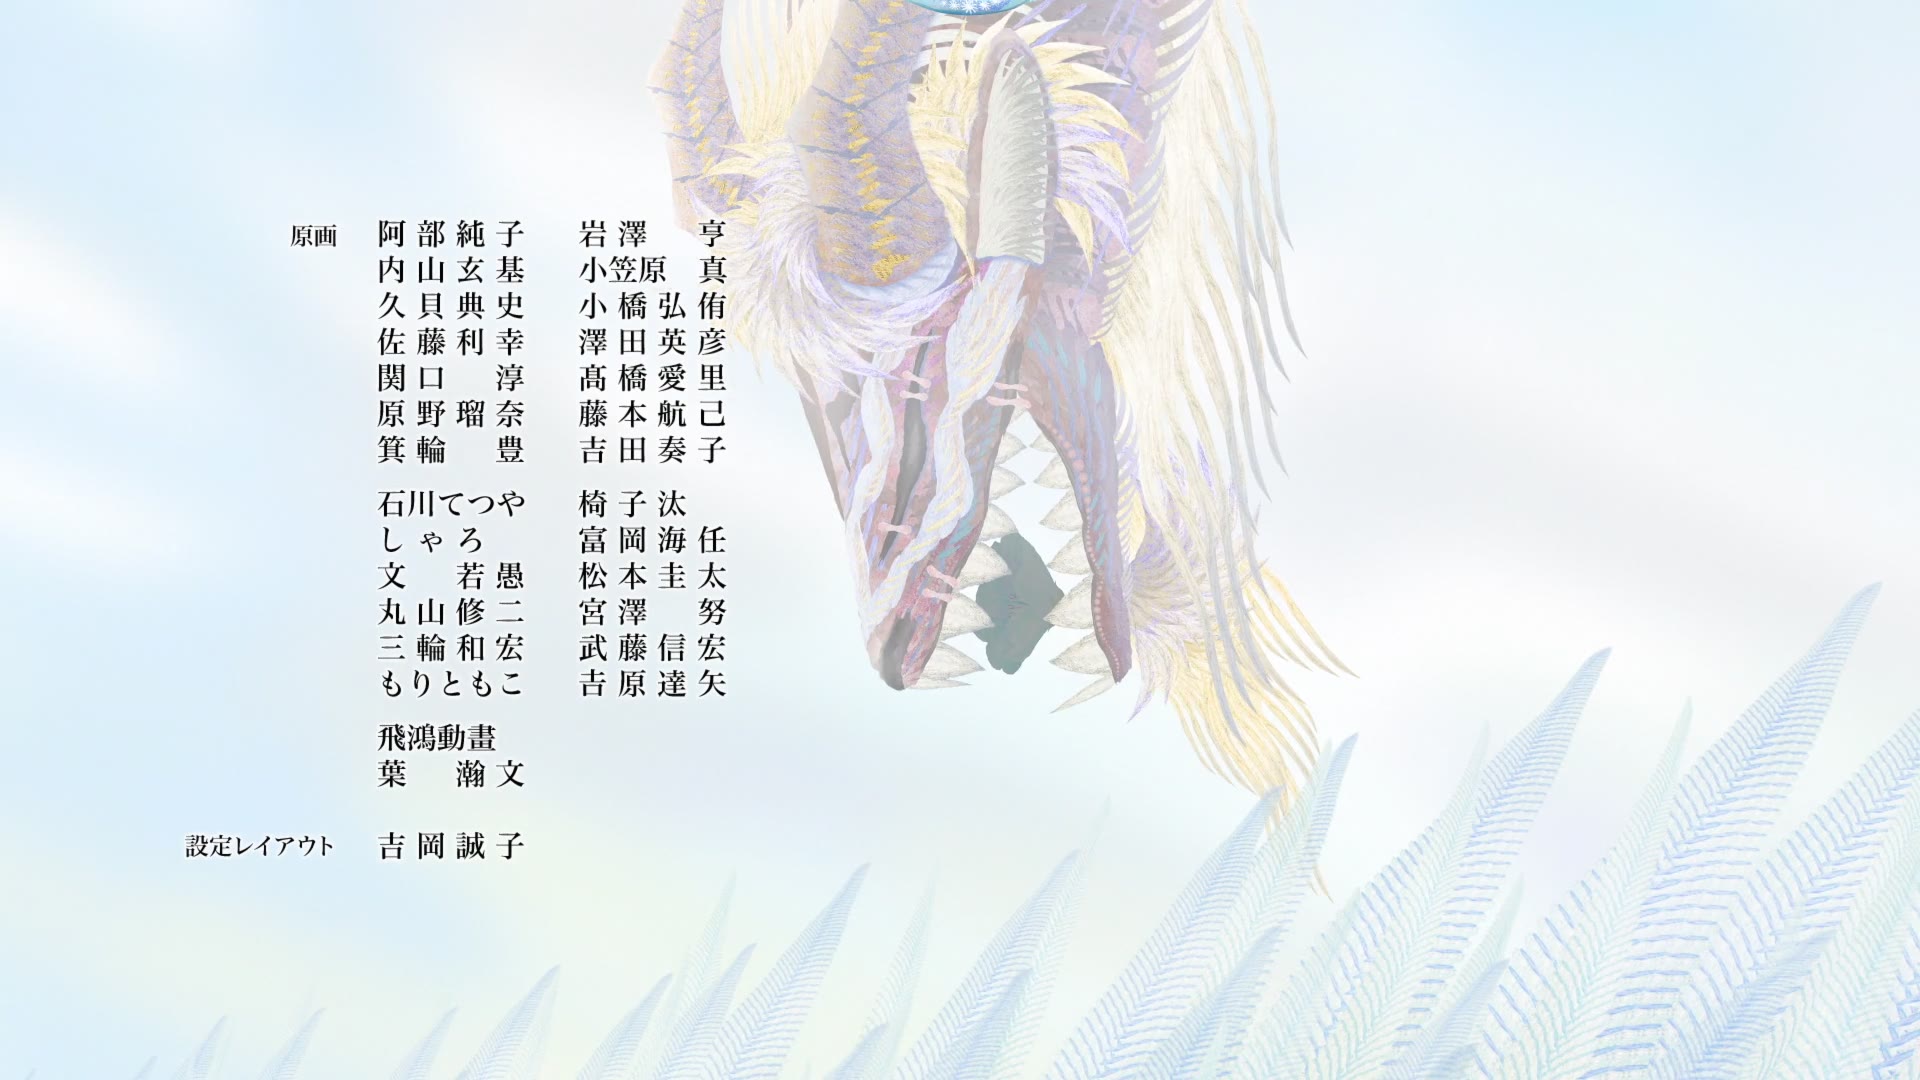 原画 阿部純子 岩澤 亨
内山玄基 小笠原 真
久貝典史 小橋弘侑
佐藤利幸 澤田英彦
関口 淳 髙橋愛里
原野瑠奈 藤本航己
箕輪 豊 吉田奏子
石川てつや 椅子汰
しゃろ 富岡海任
文 若愚 松本圭太
丸山修二 宮澤 努
三輪和宏 武藤信宏
もりともこ 𠮷原達矢
飛鴻動畫
葉 瀚文
設定レイアウト 吉岡誠子